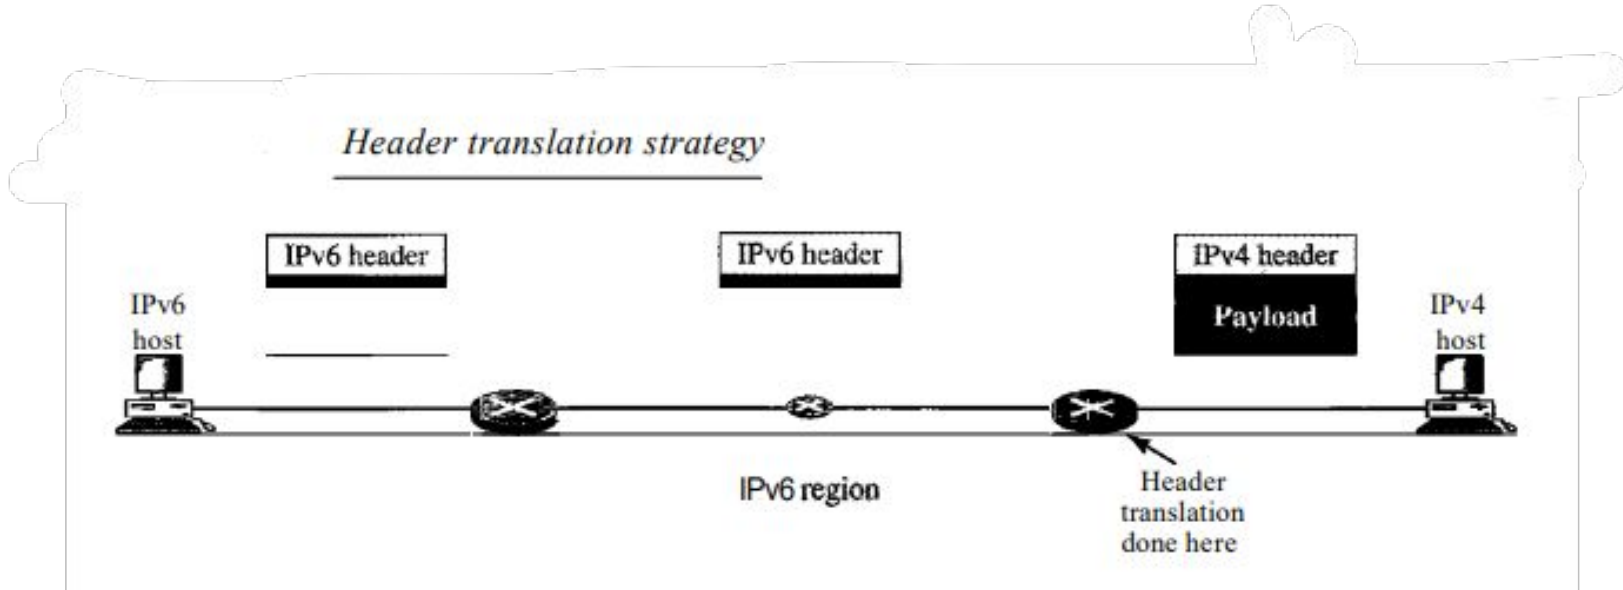 Header translation strategy
IPv6 header
IPv6 header
IPv4 header
Payload
IPv6
host
IPv4
host
IPv6 region
Header
translation
done here